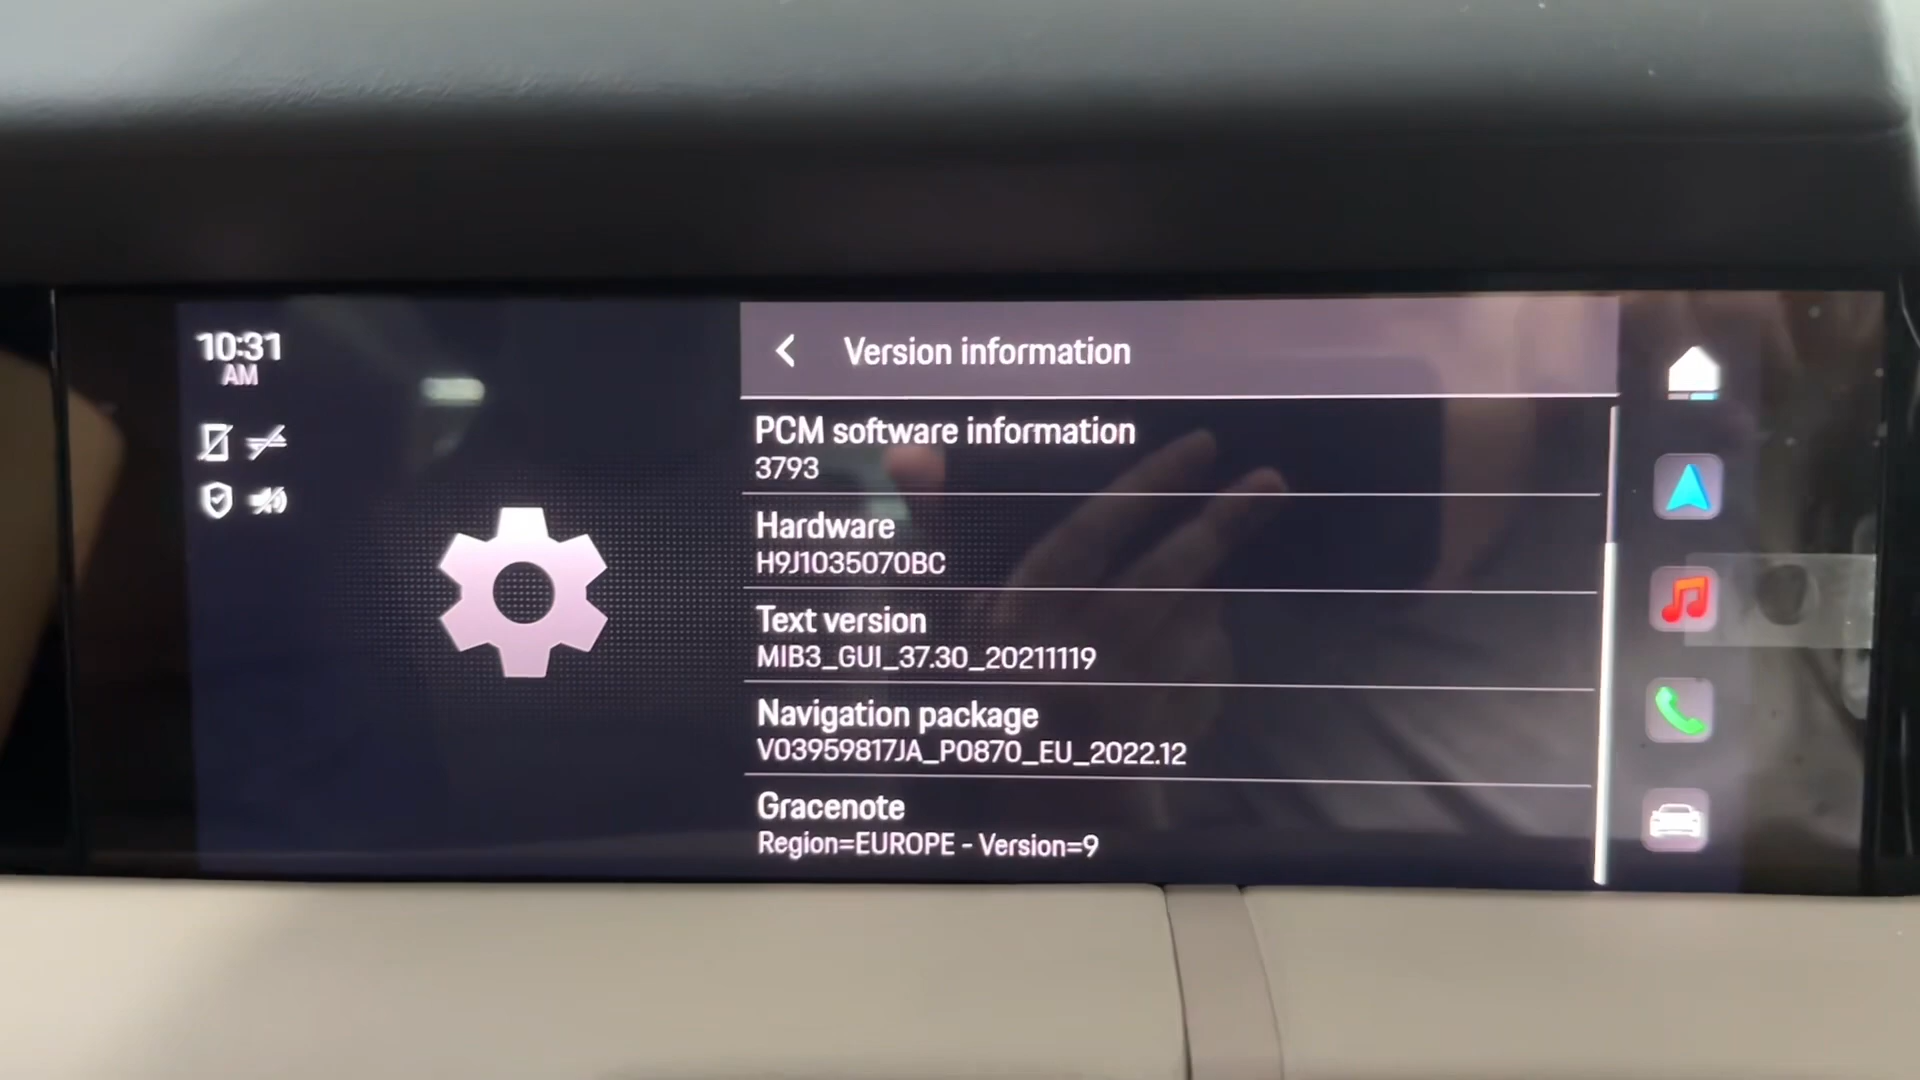 10:31
AM
Version information
PCM software information
3793
Hardware
H9J1035070BC
Text version
MIB3_GUI_37.30_20211119
Navigation package
V03959817JA_P0870_EU_2022.12
Gracenote
Region=EUROPE - Version=9